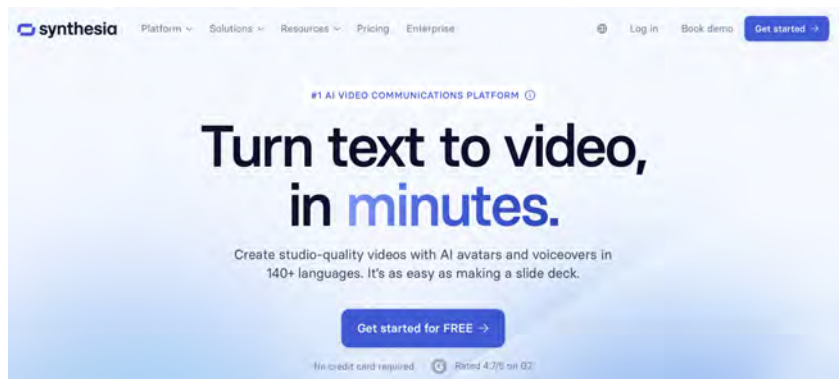 synthesia Platform Solutions Resources Pricing Enterprise Log in Book demo Get started →
#1 AI VIDEO COMMUNICATIONS PLATFORM
Turn text to video,
in minutes.
Create studio-quality videos with AI avatars and voiceovers in
140+ languages. It's as easy as making a slide deck.
Get started for FREE →
No credit card required Rated 4.7/5 on G2